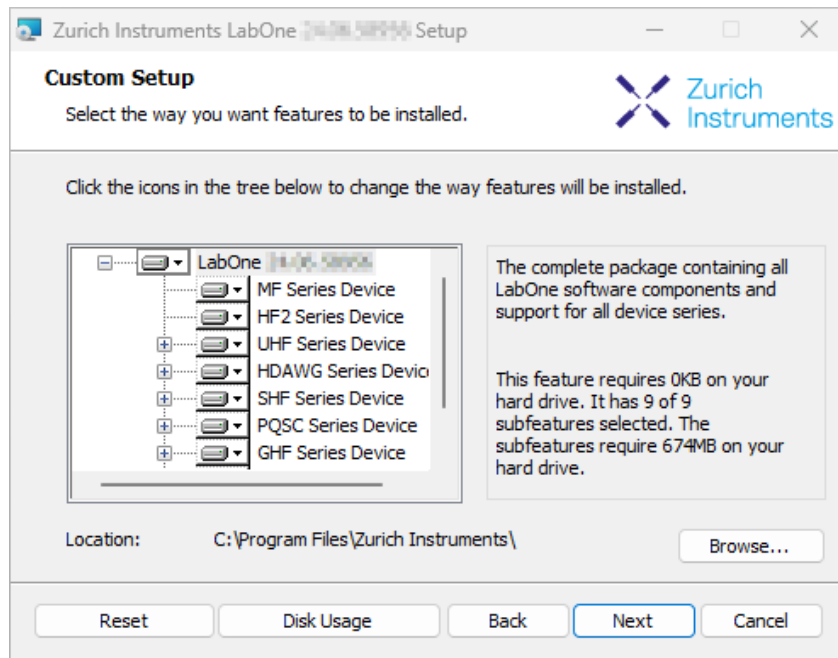 Zurich Instruments LabOne Setup
Custom Setup
Select the way you want features to be installed.
Zurich
Instruments
Click the icons in the tree below to change the way features will be installed.
LabOne
MF Series Device
HF2 Series Device
UHF Series Device
HDAWG Series Devic
SHF Series Device
PQSC Series Device
GHF Series Device
The complete package containing all
LabOne software components and
support for all device series.
This feature requires 0KB on your
hard drive. It has 9 of 9
subfeatures selected. The
subfeatures require 674MB on your
hard drive.
Location: C:\Program Files\Zurich Instruments\
Browse...
Reset Disk Usage Back Next Cancel